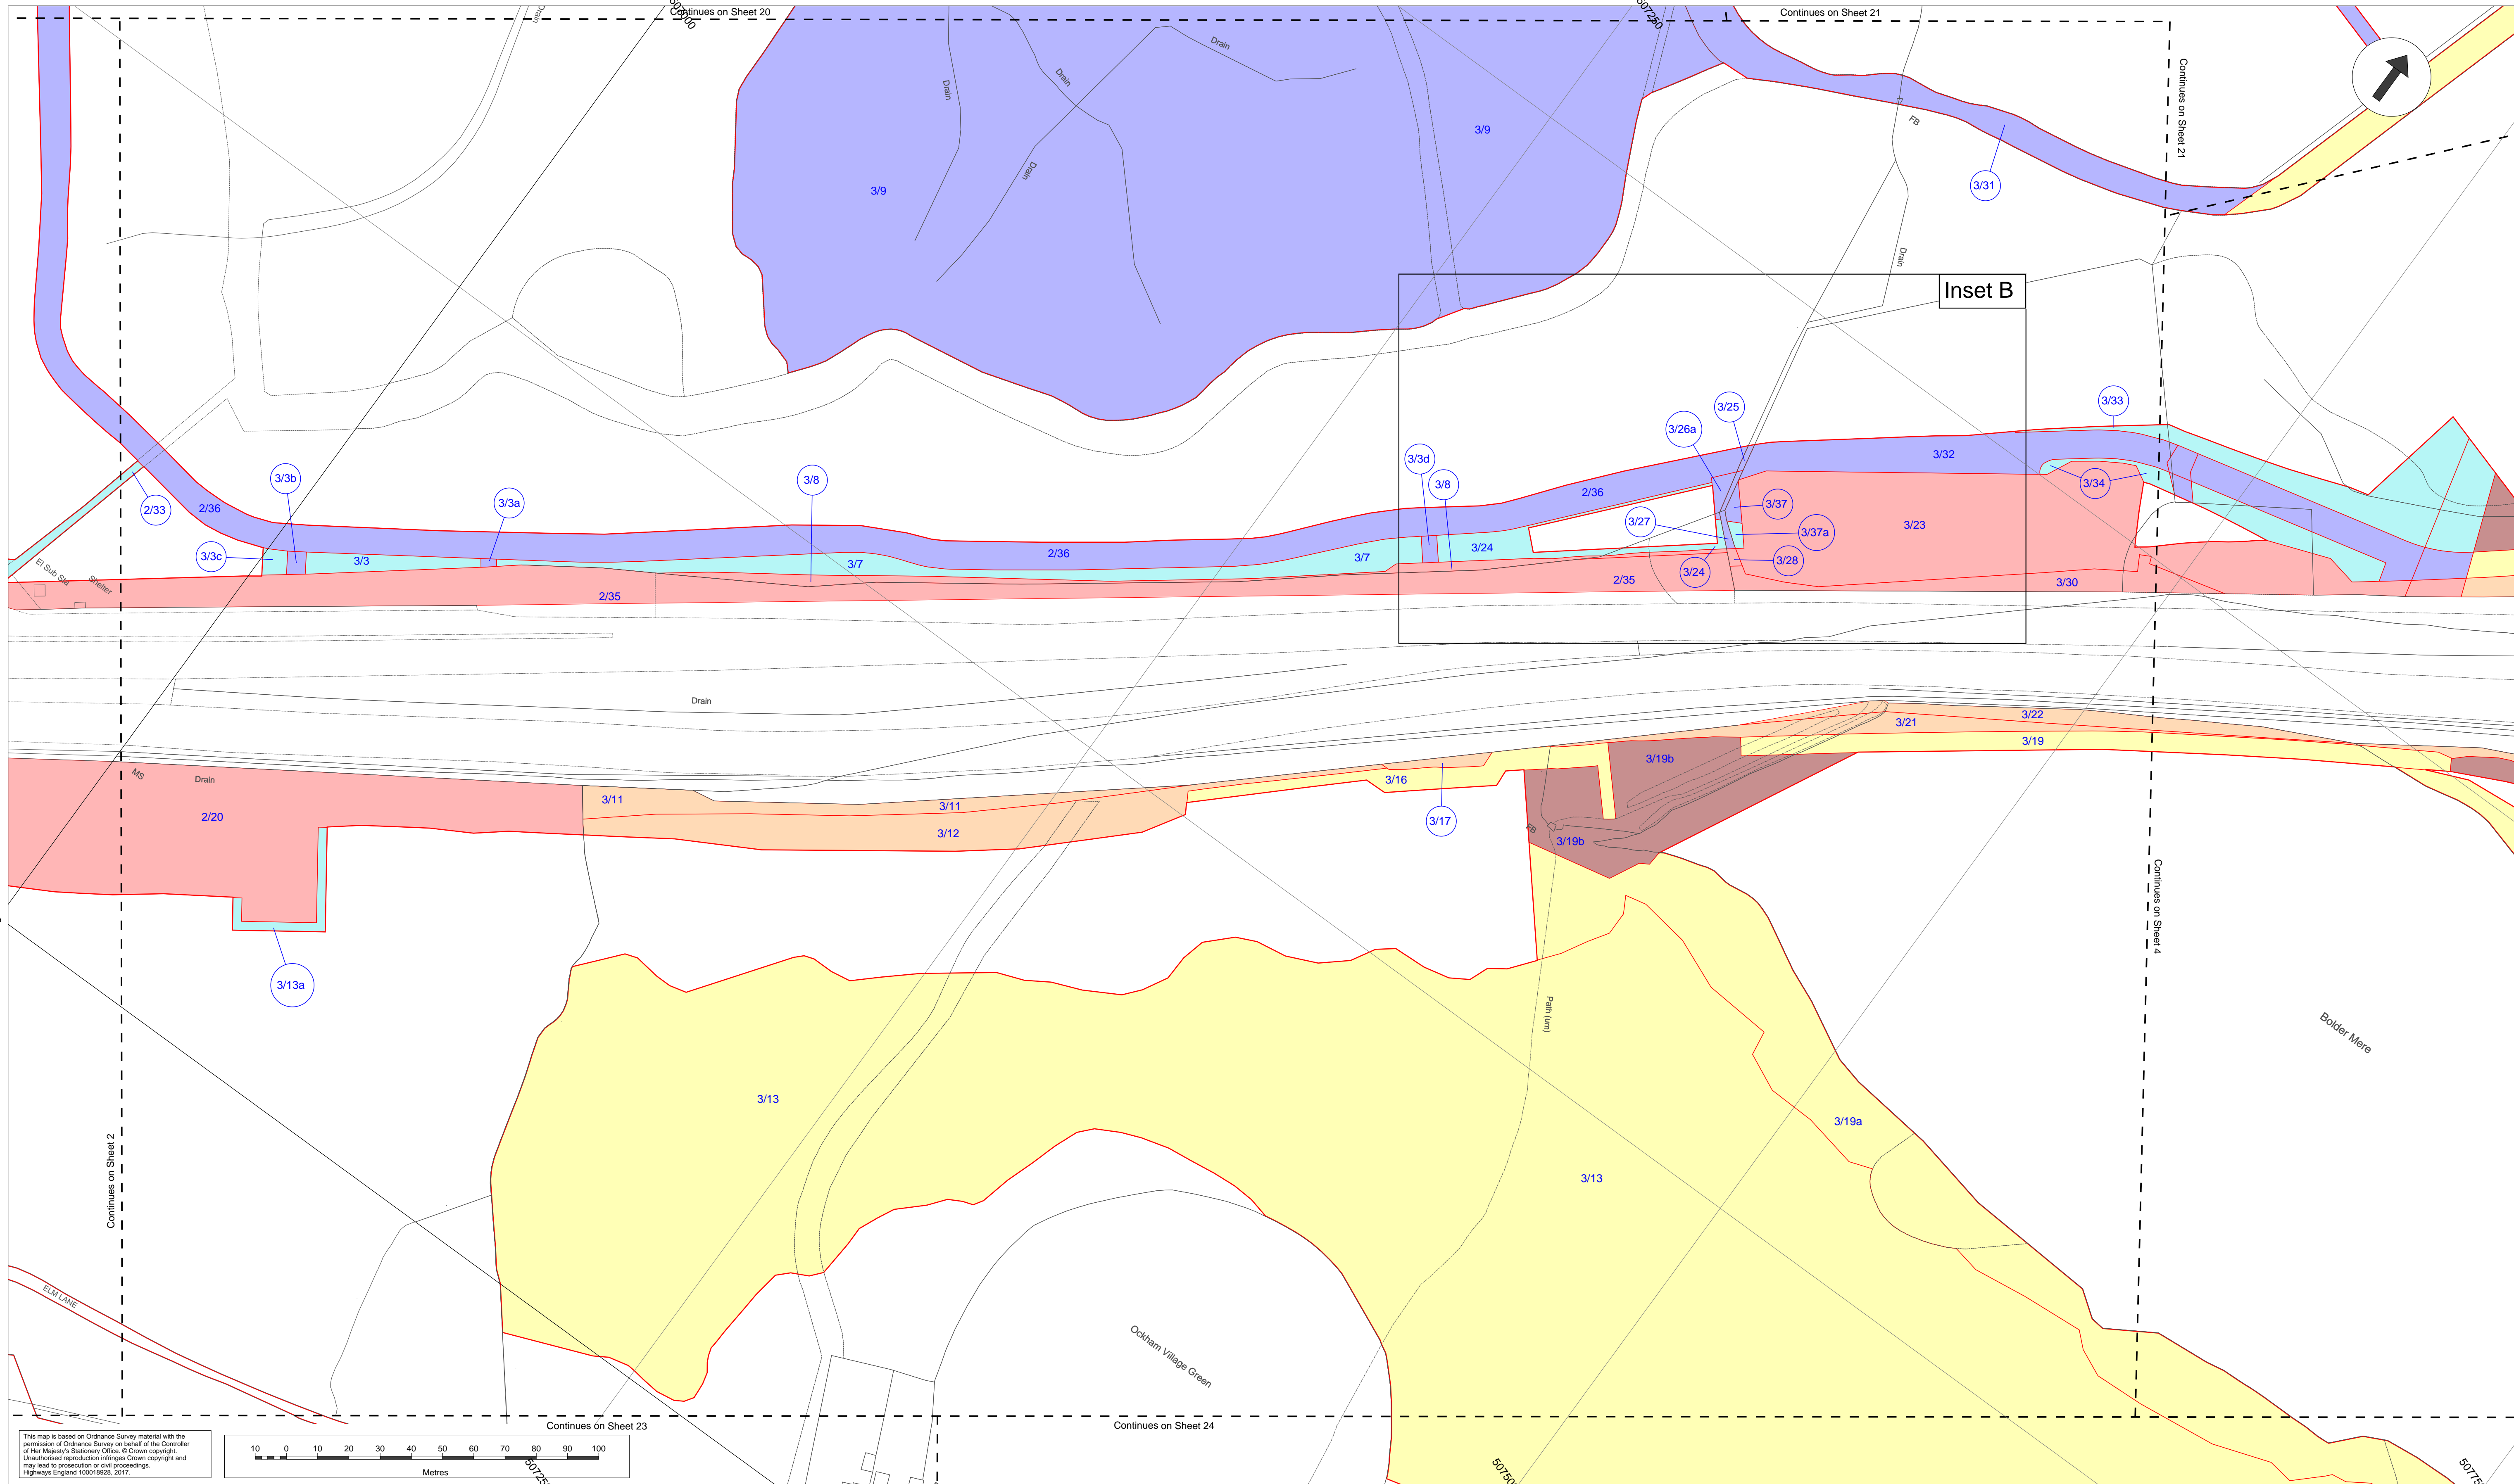 Continues on Sheet 20
Continues on Sheet 21
507250
Drain
Drain
Drain
Drain
Drain
3/9
3/9
FB
3/31
Continues on Sheet 21
Drain
Inset B
3/25
3/26a
3/33
3/3b
3/3d
3/32
3/8
3/8
3/34
2/33
2/36
3/3a
2/36
3/37
3/27
3/37a
3/23
3/3c
3/3
3/7
2/36
3/7
3/24
3/28
3/24
El Sub Sta
Shelter
2/35
2/35
3/30
Drain
3/22
3/21
3/19
MS
Drain
3/16
3/19b
3/11
3/11
2/20
3/12
3/17
FB
3/19b
Continues on Sheet 4
3/13a
Path (um)
Bolder Mere
3/13
3/19a
Continues on Sheet 2
3/13
ELM LANE
Ockham Village Green
Continues on Sheet 23
Continues on Sheet 24
This map is based on Ordnance Survey material with the
permission of Ordnance Survey on behalf of the Controller
of Her Majesty's Stationery Office. © Crown copyright.
Unauthorised reproduction infringes Crown copyright and
may lead to prosecution or civil proceedings.
Highways England 100018928, 2017.
10 0 10 20 30 40 50 60 70 80 90 100
Metres